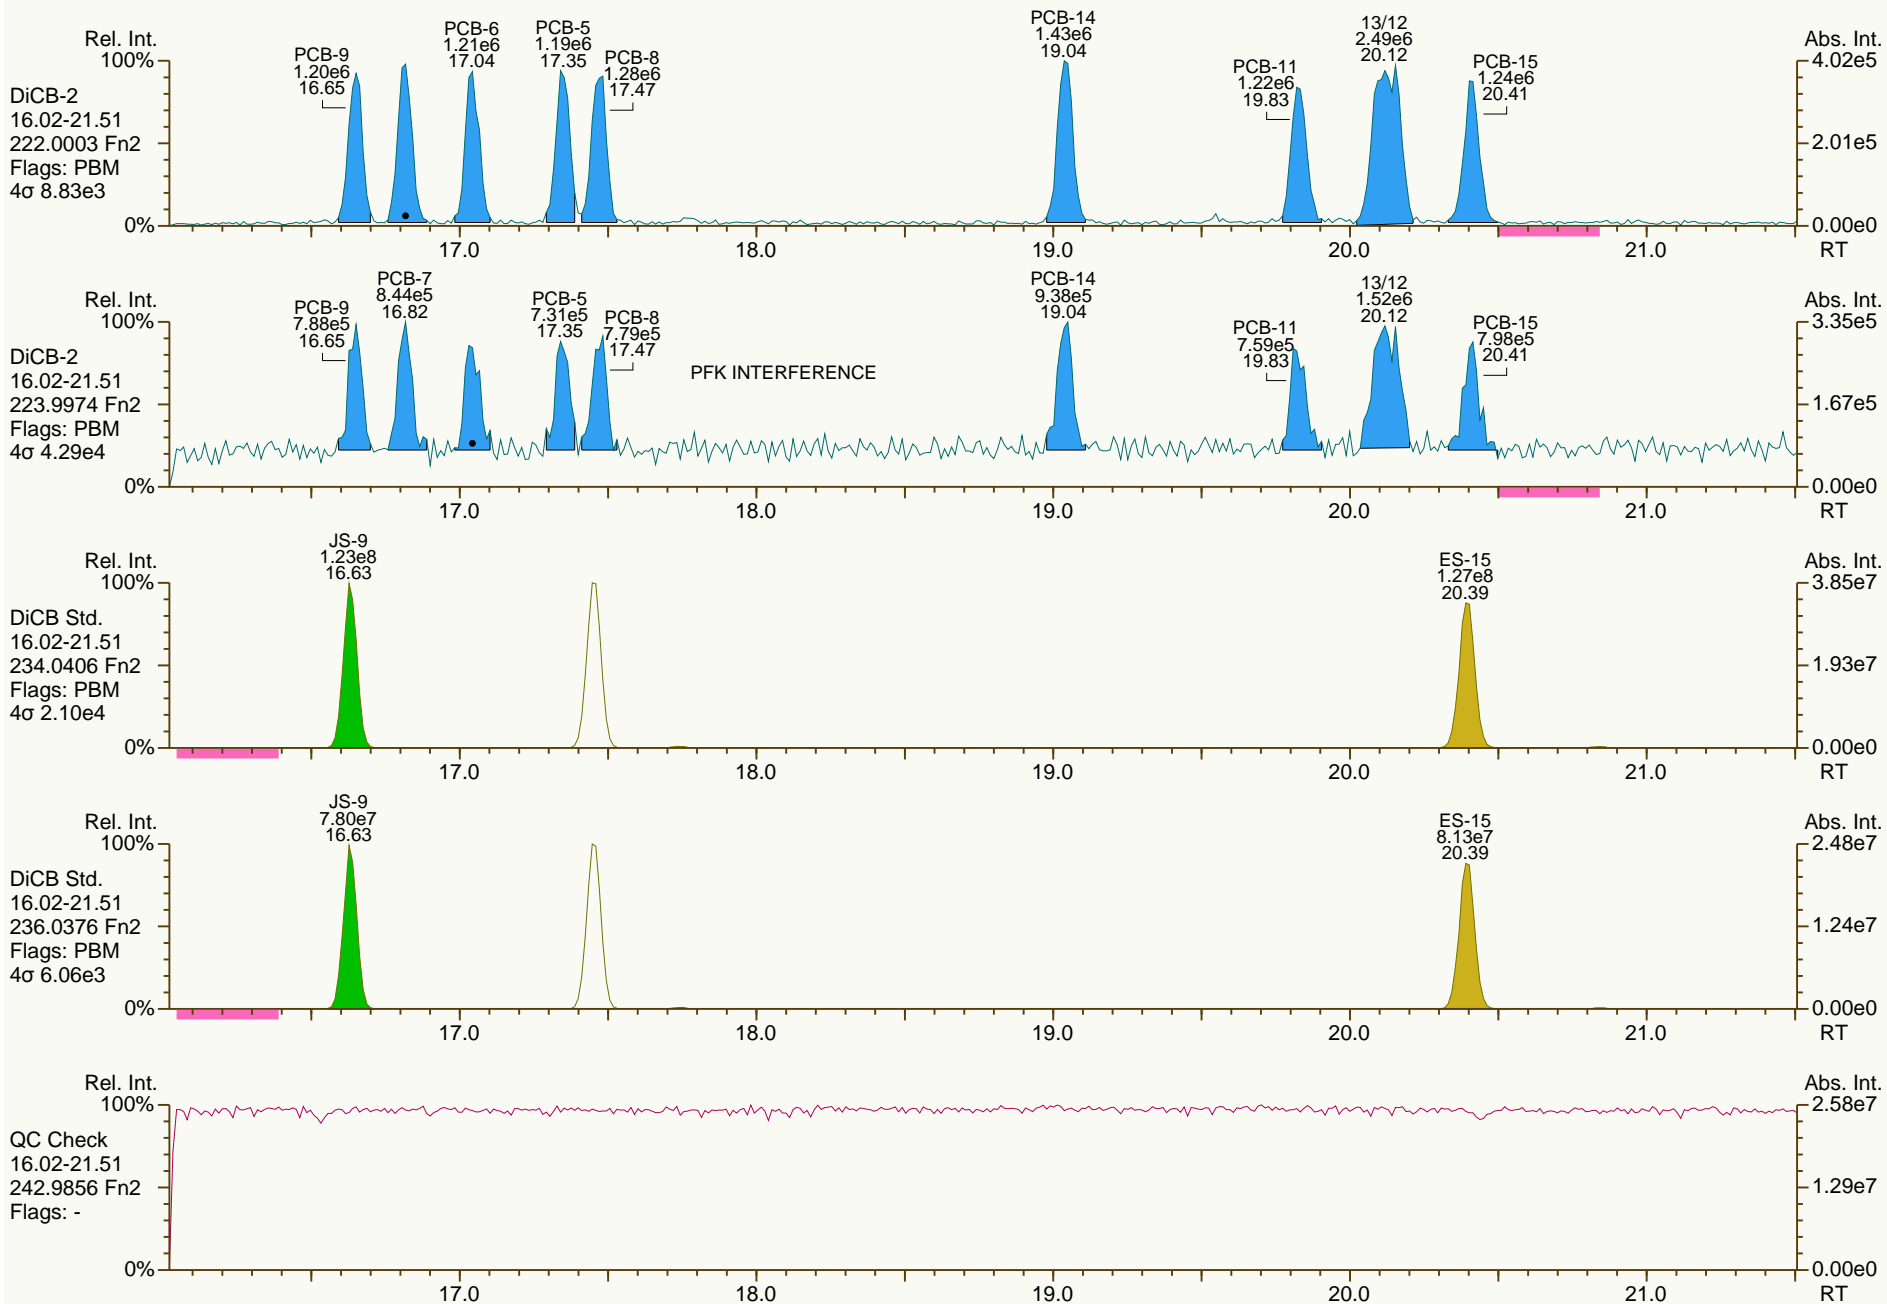 Rel. Int.
100%
0%
DiCB-2
16.02-21.51
222.0003 Fn2
Flags: PBM
4σ 8.83e3
PCB-9
1.20e6
16.65
PCB-6
1.21e6
17.04
PCB-5
1.19e6
17.35
PCB-8
1.28e6
17.47
PCB-14
1.43e6
19.04
PCB-11
1.22e6
19.83
13/12
2.49e6
20.12
PCB-15
1.24e6
20.41
Abs. Int.
4.02e5
2.01e5
0.00e0
17.0 18.0 19.0 20.0 21.0 RT
Rel. Int.
100%
0%
DiCB-2
16.02-21.51
223.9974 Fn2
Flags: PBM
4σ 4.29e4
PCB-9
7.88e5
16.65
PCB-7
8.44e5
16.82
PCB-5
7.31e5
17.35
PCB-8
7.79e5
17.47
PFK INTERFERENCE
PCB-14
9.38e5
19.04
PCB-11
7.59e5
19.83
13/12
1.52e6
20.12
PCB-15
7.98e5
20.41
Abs. Int.
3.35e5
1.67e5
0.00e0
17.0 18.0 19.0 20.0 21.0 RT
Rel. Int.
100%
0%
DiCB Std.
16.02-21.51
234.0406 Fn2
Flags: PBM
4σ 2.10e4
JS-9
1.23e8
16.63
ES-15
1.27e8
20.39
Abs. Int.
3.85e7
1.93e7
0.00e0
17.0 18.0 19.0 20.0 21.0 RT
Rel. Int.
100%
0%
DiCB Std.
16.02-21.51
236.0376 Fn2
Flags: PBM
4σ 6.06e3
JS-9
7.80e7
16.63
ES-15
8.13e7
20.39
Abs. Int.
2.48e7
1.24e7
0.00e0
17.0 18.0 19.0 20.0 21.0 RT
Rel. Int.
100%
0%
QC Check
16.02-21.51
242.9856 Fn2
Flags: -
Abs. Int.
2.58e7
1.29e7
0.00e0
17.0 18.0 19.0 20.0 21.0 RT